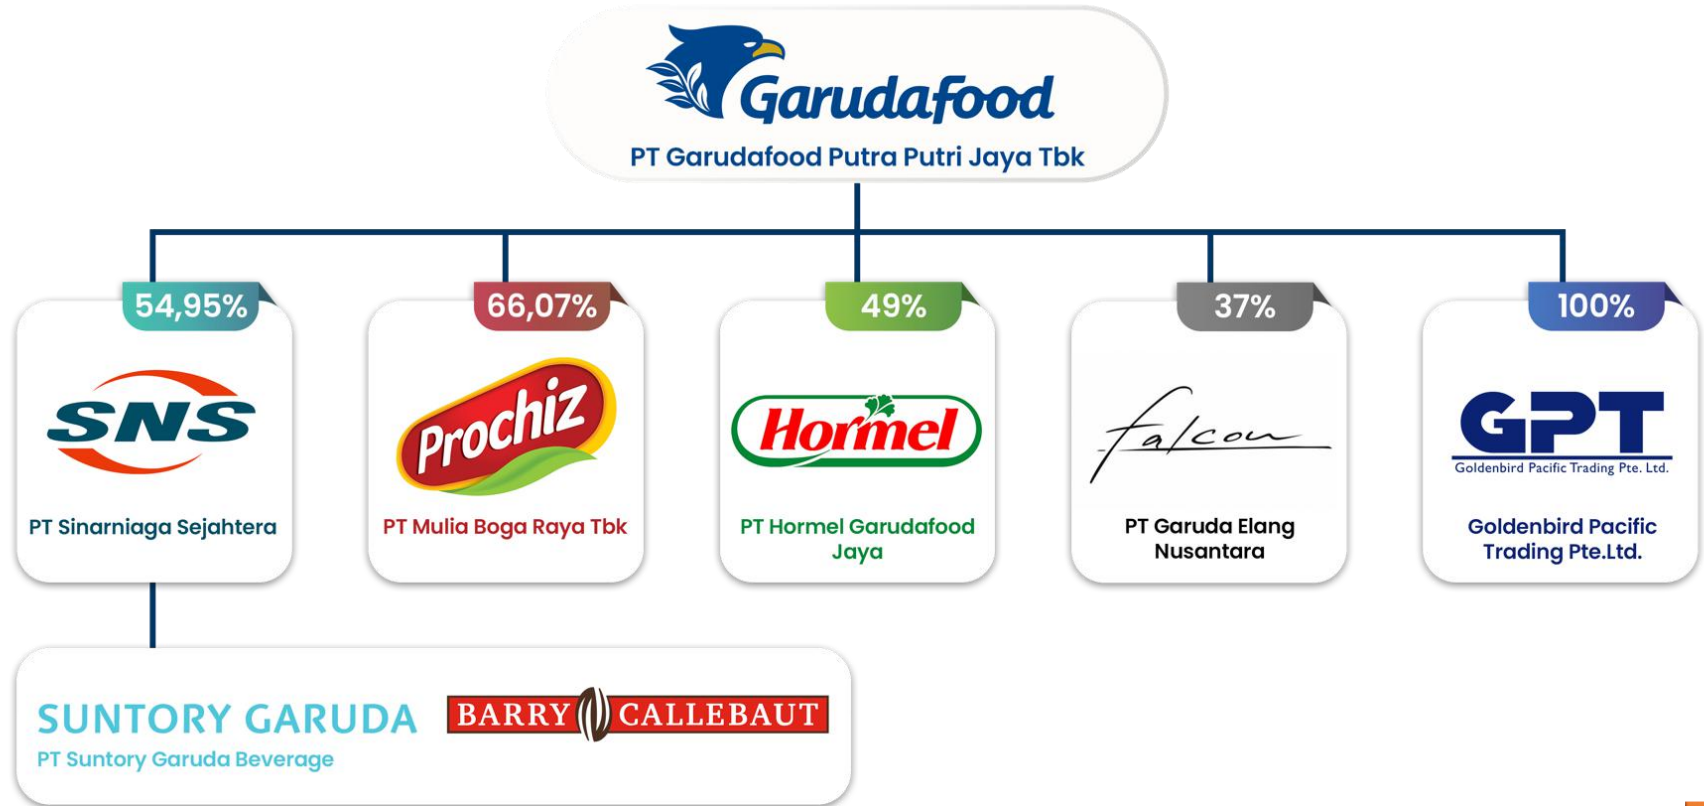 Garudafood
PT Garudafood Putra Putri Jaya Tbk
54,95%
SNS
PT Sinarniaga Sejahtera
66,07%
Prochiz
PT Mulia Boga Raya Tbk
49%
Hormel
PT Hormel Garudafood
Jaya
37%
falcon
PT Garuda Elang
Nusantara
100%
GPT
Goldenbird Pacific Trading Pte. Ltd.
Goldenbird Pacific
Trading Pte.Ltd.
SUNTORY GARUDA
PT Suntory Garuda Beverage
BARRY CALLEBAUT